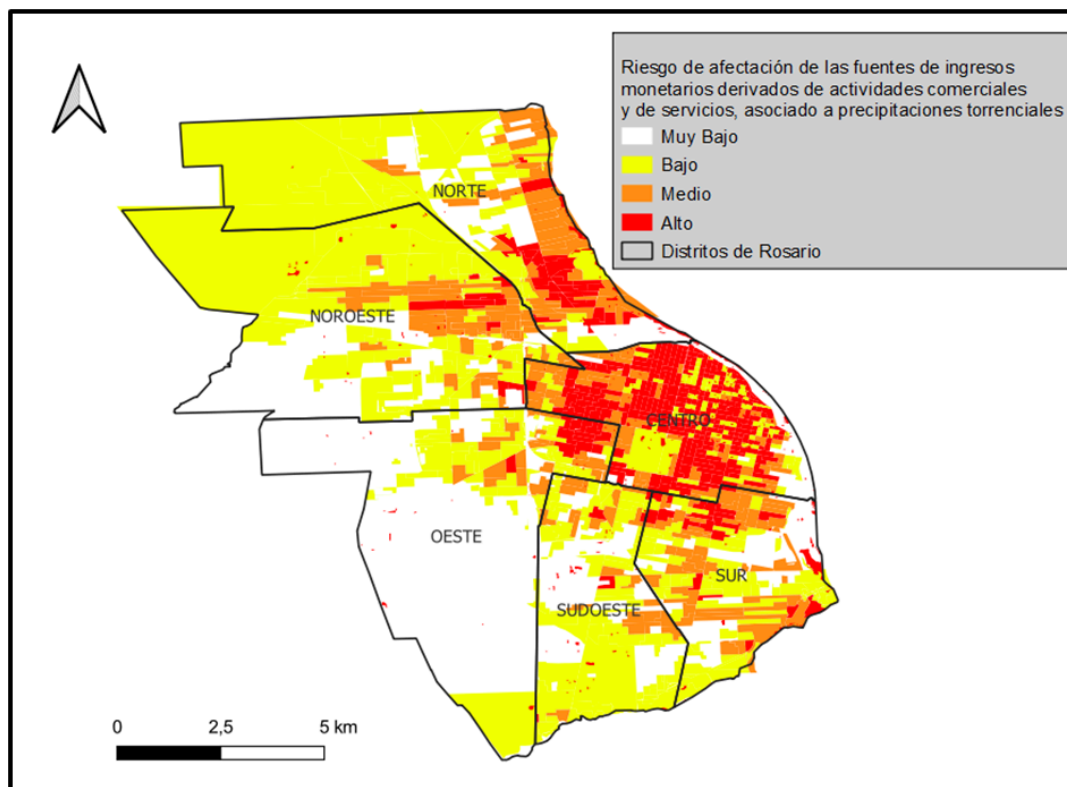 Riesgo de afectación de las fuentes de ingresos
monetarios derivados de actividades comerciales
y de servicios, asociado a precipitaciones torrenciales
Muy Bajo
Bajo
Medio
Alto
Distritos de Rosario
NORTE
NOROESTE
CENTRO
OESTE
SUR
SUDOESTE
0 2,5 5 km